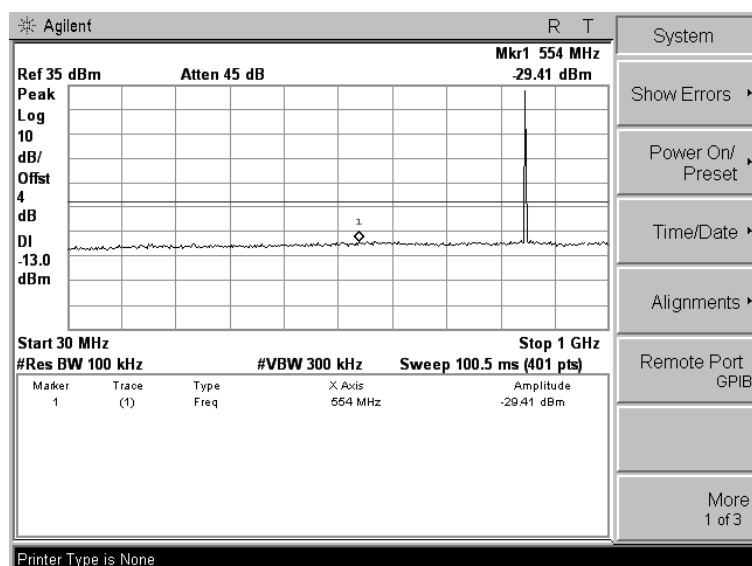 Agilent R T
Mkr1 554 MHz
Ref 35 dBm Atten 45 dB -29.41 dBm
Peak
Log
10
dB/
Offst
4
dB
DI
-13.0
dBm
1
Start 30 MHz Stop 1 GHz
#Res BW 100 kHz #VBW 300 kHz Sweep 100.5 ms (401 pts)
Marker Trace Type X Axis Amplitude
1 (1) Freq 554 MHz -29.41 dBm
Printer Type is None
System
Show Errors
Power On/
Preset
Time/Date
Alignments
Remote Port
GPIB
More
1 of 3